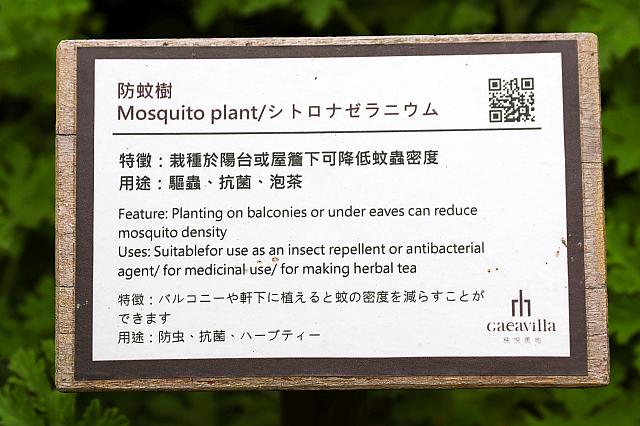 防蚊樹
Mosquito plant/シトロナゼラニウム
特徵：栽種於陽台或屋簷下可降低蚊蟲密度
用途：驅蟲、抗菌、泡茶
Feature: Planting on balconies or under eaves can reduce
mosquito density
Uses: Suitablefor use as an insect repellent or antibacterial
agent/ for medicinal use/ for making herbal tea
特徴：バルコニーや軒下に植えると蚊の密度を減らすことが
できます
用途：防虫、抗菌、ハーブティー
Gaeavilla